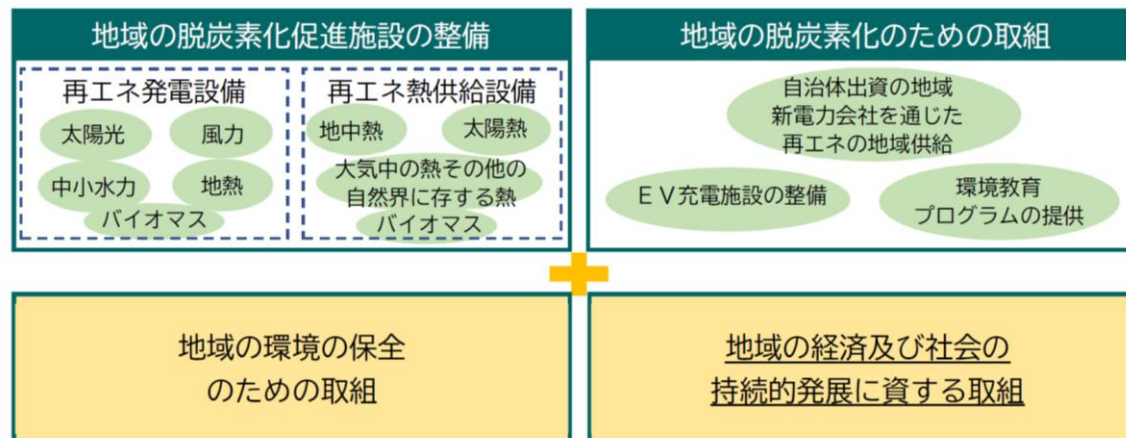 地域の脱炭素化促進施設の整備
再エネ発電設備
太陽光
風力
中小水力
地熱
バイオマス
再エネ熱供給設備
地中熱
太陽熱
大気中の熱その他の
自然界に存する熱
バイオマス
地域の脱炭素化のための取組
自治体出資の地域
新電力会社を通じた
再エネの地域供給
ＥＶ充電施設の整備
環境教育
プログラムの提供
地域の環境の保全
のための取組
地域の経済及び社会の
持続的発展に資する取組